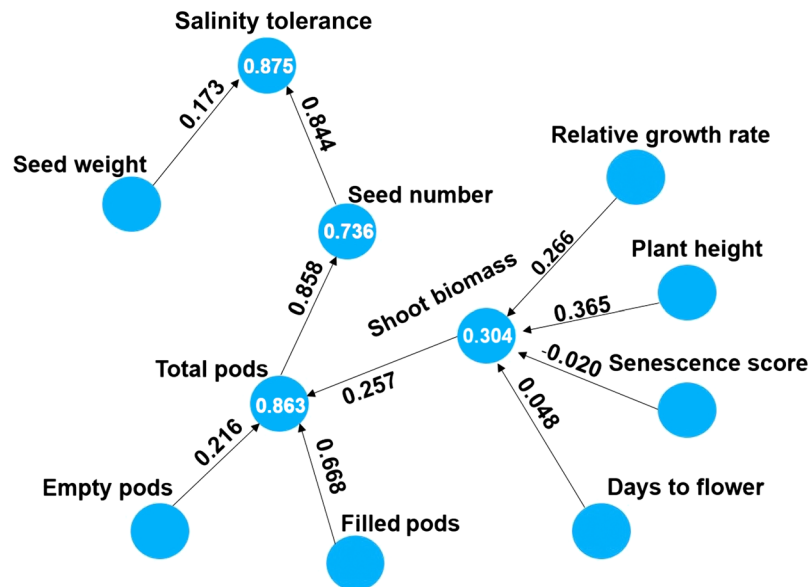 Salinity tolerance
0.875
0.173
0.844
Relative growth rate
Seed weight
Seed number
0.736
0.266
Plant height
0.858
Shoot biomass
0.365
0.304
Total pods
-0.020
Senescence score
0.257
0.863
0.048
0.216
0.668
Empty pods
Days to flower
Filled pods